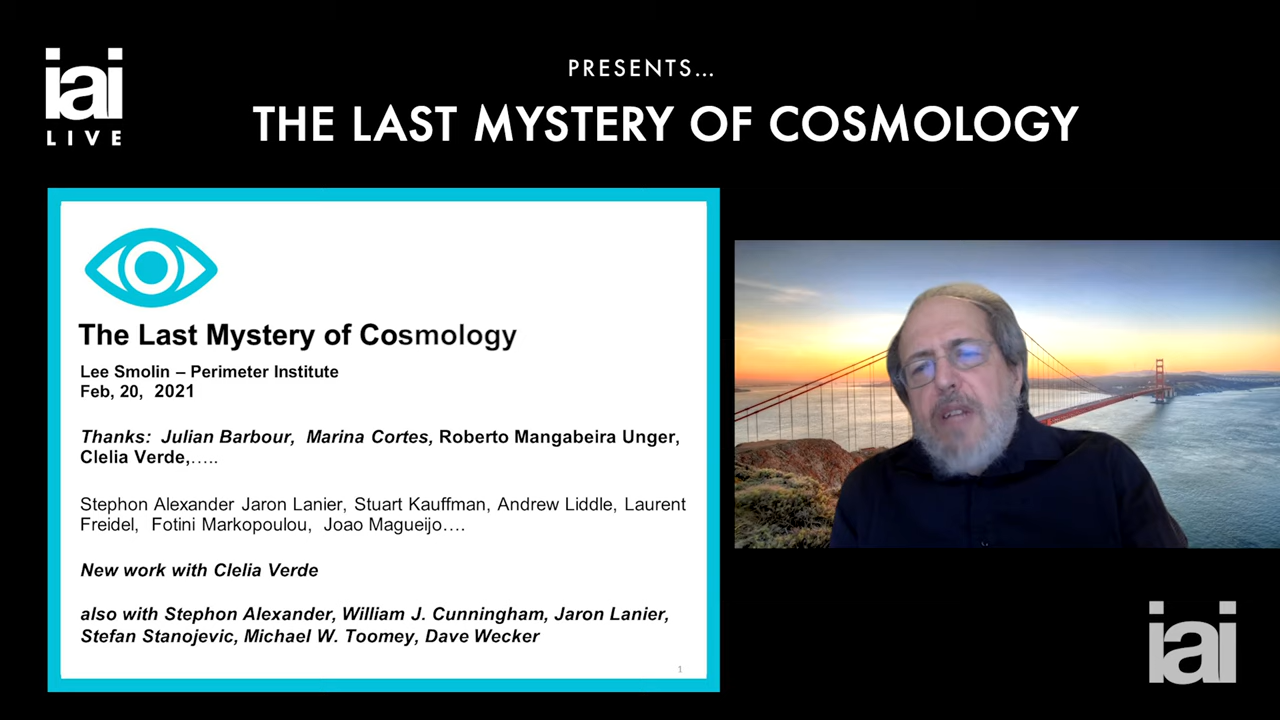 iai
LIVE
PRESENTS...
THE LAST MYSTERY OF COSMOLOGY
The Last Mystery of Cosmology
Lee Smolin – Perimeter Institute
Feb, 20, 2021
Thanks: Julian Barbour, Marina Cortes, Roberto Mangabeira Unger,
Clelia Verde,.....
Stephon Alexander Jaron Lanier, Stuart Kauffman, Andrew Liddle, Laurent
Freidel, Fotini Markopoulou, Joao Magueijo....
New work with Clelia Verde
also with Stephon Alexander, William J. Cunningham, Jaron Lanier,
Stefan Stanojevic, Michael W. Toomey, Dave Wecker
1
iai